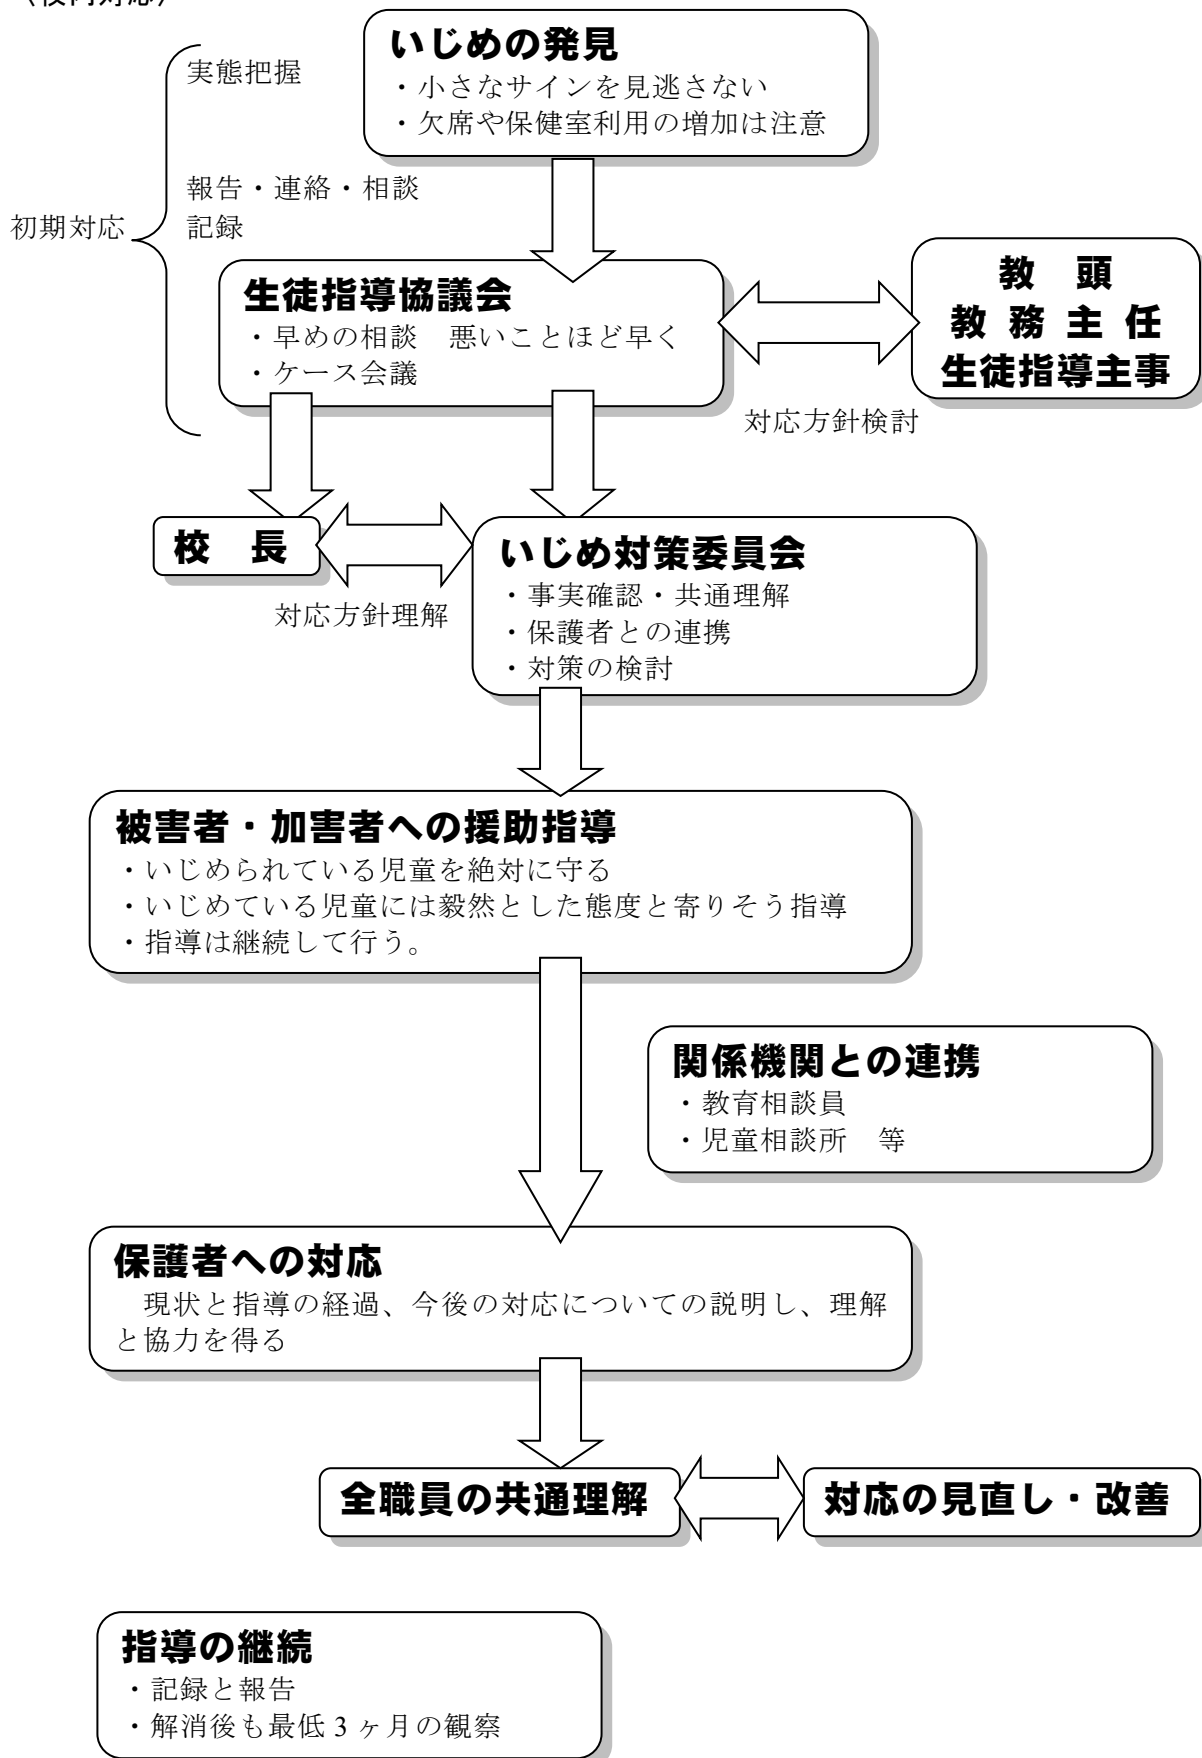 いじめの発見
・小さなサインを見逃さない
・欠席や保健室利用の増加は注意
実態把握
報告・連絡・相談
記録
初期対応
生徒指導協議会
・早めの相談　悪いことほど早く
・ケース会議
教　頭
教 務 主 任
生徒指導主事
対応方針検討
校　長
対応方針理解
いじめ対策委員会
・事実確認・共通理解
・保護者との連携
・対策の検討
被害者・加害者への援助指導
・いじめられている児童を絶対に守る
・いじめている児童には毅然とした態度と寄りそう指導
・指導は継続して行う。
関係機関との連携
・教育相談員
・児童相談所　等
保護者への対応
　現状と指導の経過、今後の対応についての説明し、理解
と協力を得る
全職員の共通理解
対応の見直し・改善
指導の継続
・記録と報告
・解消後も最低 3 ヶ月の観察